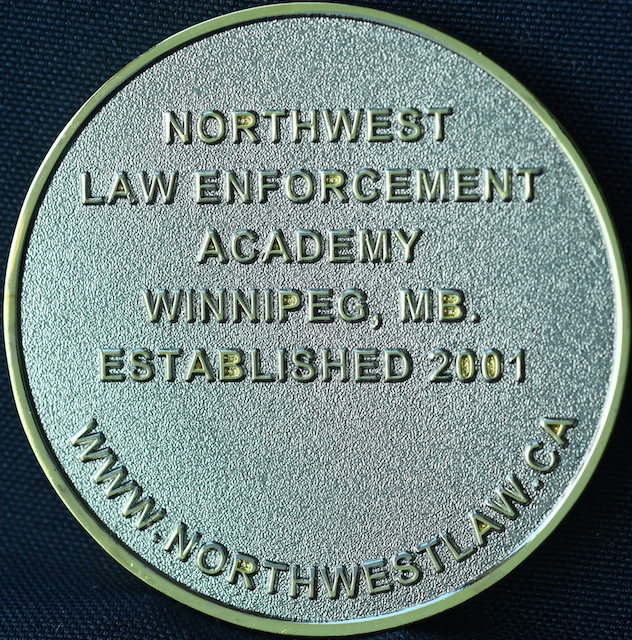 NORTHWEST
LAW ENFORCEMENT
ACADEMY
WINNIPEG, MB.
ESTABLISHED 2001
WWW.NORTHWESTLAW.CA